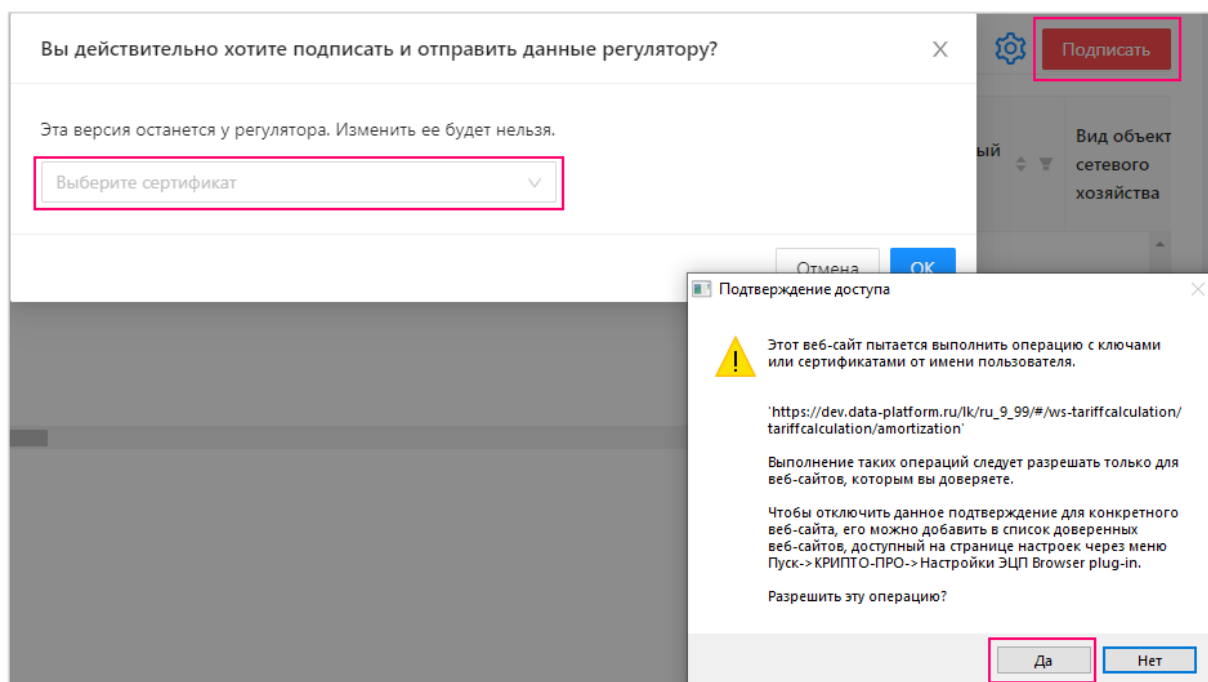 Вы действительно хотите подписать и отправить данные регулятору?
Подписать
Эта версия останется у регулятора. Изменить ее будет нельзя.
Выберите сертификат
ый
Вид объект
сетевого
хозяйства
Отмена
OK
Подтверждение доступа
Этот веб-сайт пытается выполнить операцию с ключами
или сертификатами от имени пользователя.
'https://dev.data-platform.ru/lk/ru_9_99/#/ws-tariffcalculation/
tariffcalculation/amortization'
Выполнение таких операций следует разрешать только для
веб-сайтов, которым вы доверяете.
Чтобы отключить данное подтверждение для конкретного
веб-сайта, его можно добавить в список доверенных
веб-сайтов, доступный на странице настроек через меню
Пуск->КРИПТО-ПРО->Настройки ЭЦП Browser plug-in.
Разрешить эту операцию?
Да
Нет